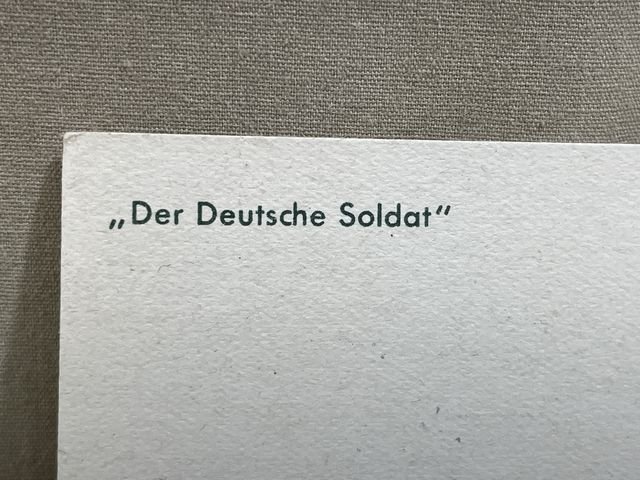 „Der Deutsche Soldat“